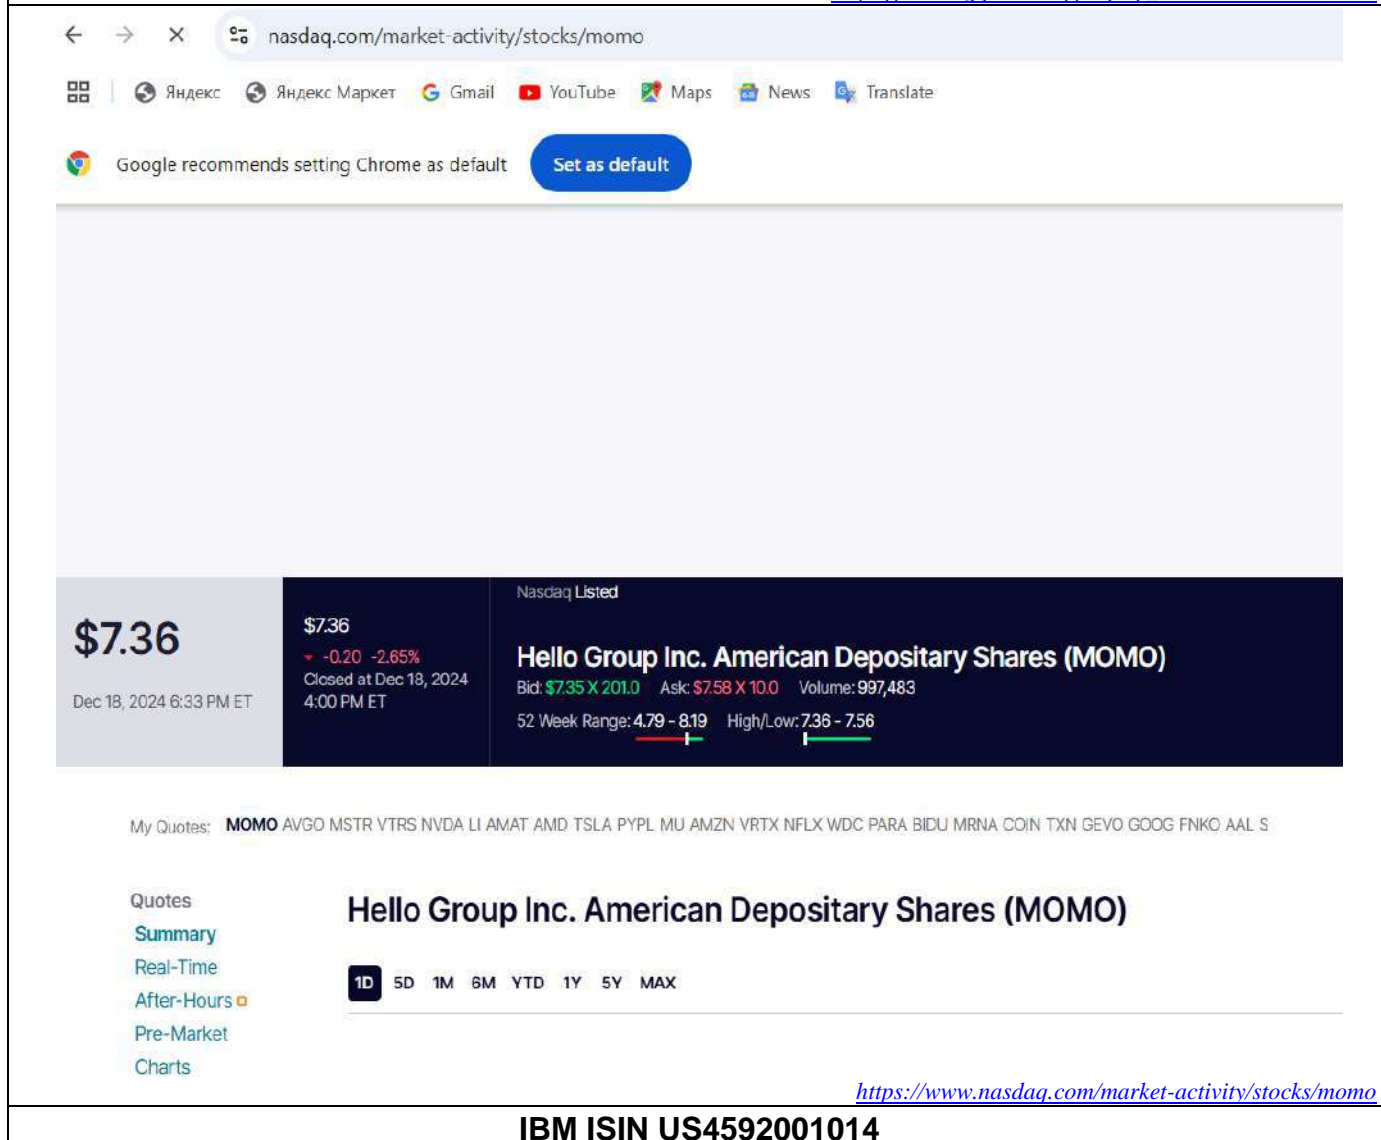 nasdaq.com/market-activity/stocks/momo
Яндекс Яндекс Маркет Gmail YouTube Maps News Translate
Google recommends setting Chrome as default Set as default
Nasdaq Listed
$7.36
$7.36
-0.20 -2.65%
Hello Group Inc. American Depositary Shares (MOMO)
Closed at Dec 18, 2024
Bid: $7.35 X 201.0 Ask: $7.58 X 10.0 Volume: 997,483
Dec 18, 2024 6:33 PM ET
4:00 PM ET
52 Week Range: 4.79 - 8.19 High/Low: 7.36 - 7.56
My Quotes: MOMO AVGO MSTR VTRS NVDA LI AMAT AMD TSLA PYPL MU AMZN VRTX NFLX WDC PARA BIDU MRNA COIN TXN GEVO GOOG FNKO AAL S
Quotes
Hello Group Inc. American Depositary Shares (MOMO)
Summary
Real-Time
1D 5D 1M 6M YTD 1Y 5Y MAX
After-Hours
Pre-Market
Charts
https://www.nasdaq.com/market-activity/stocks/momo
IBM ISIN US4592001014